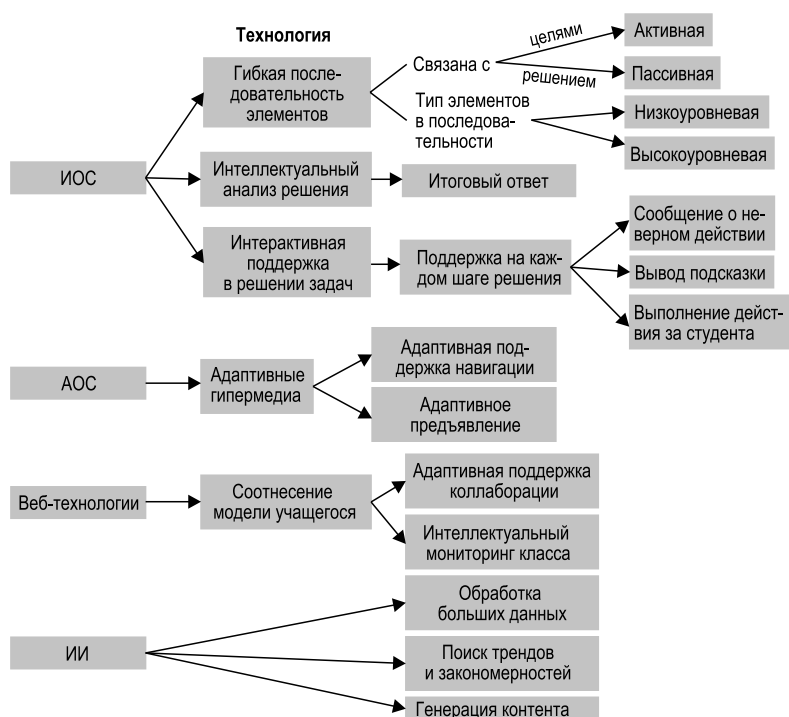 Технология
Гибкая после-
довательность
элементов
Связана с
целями
решением
Активная
Пассивная
Тип элементов
в последова-
тельности
Низкоуровневая
Высокоуровневая
ИОС
Интеллектуальный
анализ решения
Итоговый ответ
Интерактивная
поддержка
в решении задач
Поддержка на каж-
дом шаге решения
Сообщение о не-
верном действии
Вывод подсказки
Выполнение дейст-
вия за студента
АОС
Адаптивные
гипермедиа
Адаптивная под-
держка навигации
Адаптивное
предъявление
Веб-технологии
Соотнесение
модели учащегося
Адаптивная поддержка
коллаборации
Интеллектуальный
мониторинг класса
ИИ
Обработка
больших данных
Поиск трендов
и закономерностей
Генерация контента